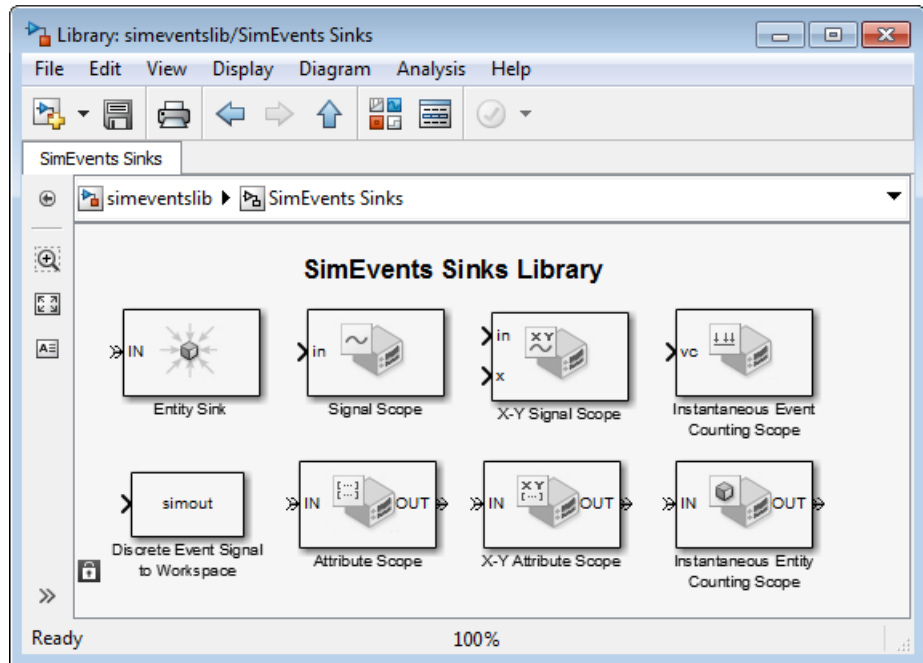 Library: simeventslib/SimEvents Sinks
File Edit View Display Diagram Analysis Help
SimEvents Sinks
simeventslib SimEvents Sinks
SimEvents Sinks Library
IN
Entity Sink
in
Signal Scope
in
x
XY
X-Y Signal Scope
vc
Instantaneous Event
Counting Scope
simout
Discrete Event Signal
to Workspace
IN [...] [...] OUT
Attribute Scope
IN XY [...] OUT
X-Y Attribute Scope
IN OUT
Instantaneous Entity
Counting Scope
Ready 100%